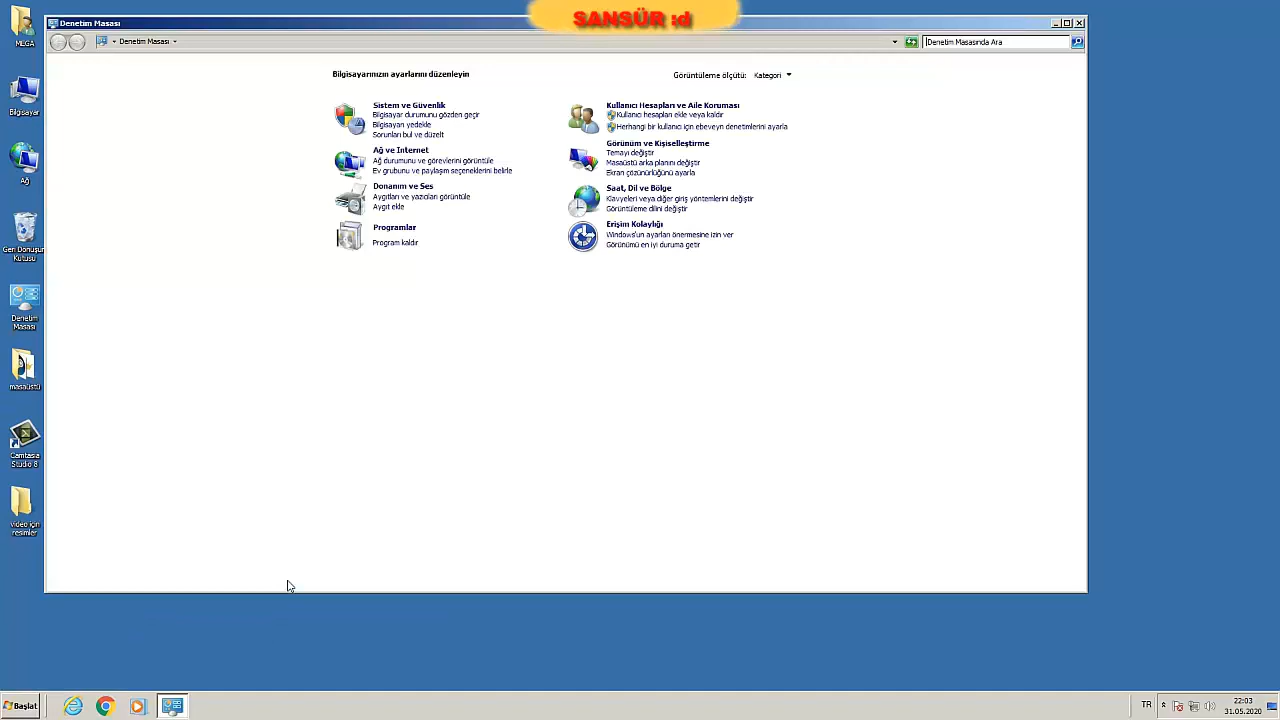 SANSÜR :d
MEGA
Bilgisayar
Ağ
Geri Dönüşüm
Kutusu
Denetim
Masası
masaüstü
Camtasia
Studio 8
video için
resimler
Denetim Masası
Denetim Masası
Denetim Masasında Ara
Bilgisayarınızın ayarlarını düzenleyin
Görüntüleme ölçütü: Kategori
Sistem ve Güvenlik
Bilgisayar durumunu gözden geçir
Bilgisayarı yedekle
Sorunları bul ve düzelt
Ağ ve Internet
Ağ durumunu ve görevlerini görüntüle
Ev grubunu ve paylaşım seçeneklerini belirle
Donanım ve Ses
Aygıtları ve yazıcıları görüntüle
Aygıt ekle
Programlar
Program kaldır
Kullanıcı Hesapları ve Aile Koruması
Kullanıcı hesapları ekle veya kaldır
Herhangi bir kullanıcı için ebeveyn denetimlerini ayarla
Görünüm ve Kişiselleştirme
Temayı değiştir
Masaüstü arka planını değiştir
Ekran çözünürlüğünü ayarla
Saat, Dil ve Bölge
Klavyeleri veya diğer giriş yöntemlerini değiştir
Görüntüleme dilini değiştir
Erişim Kolaylığı
Windows'un ayarları önermesine izin ver
Görünümü en iyi duruma getir
Başlat
TR
22:03
31.05.2020